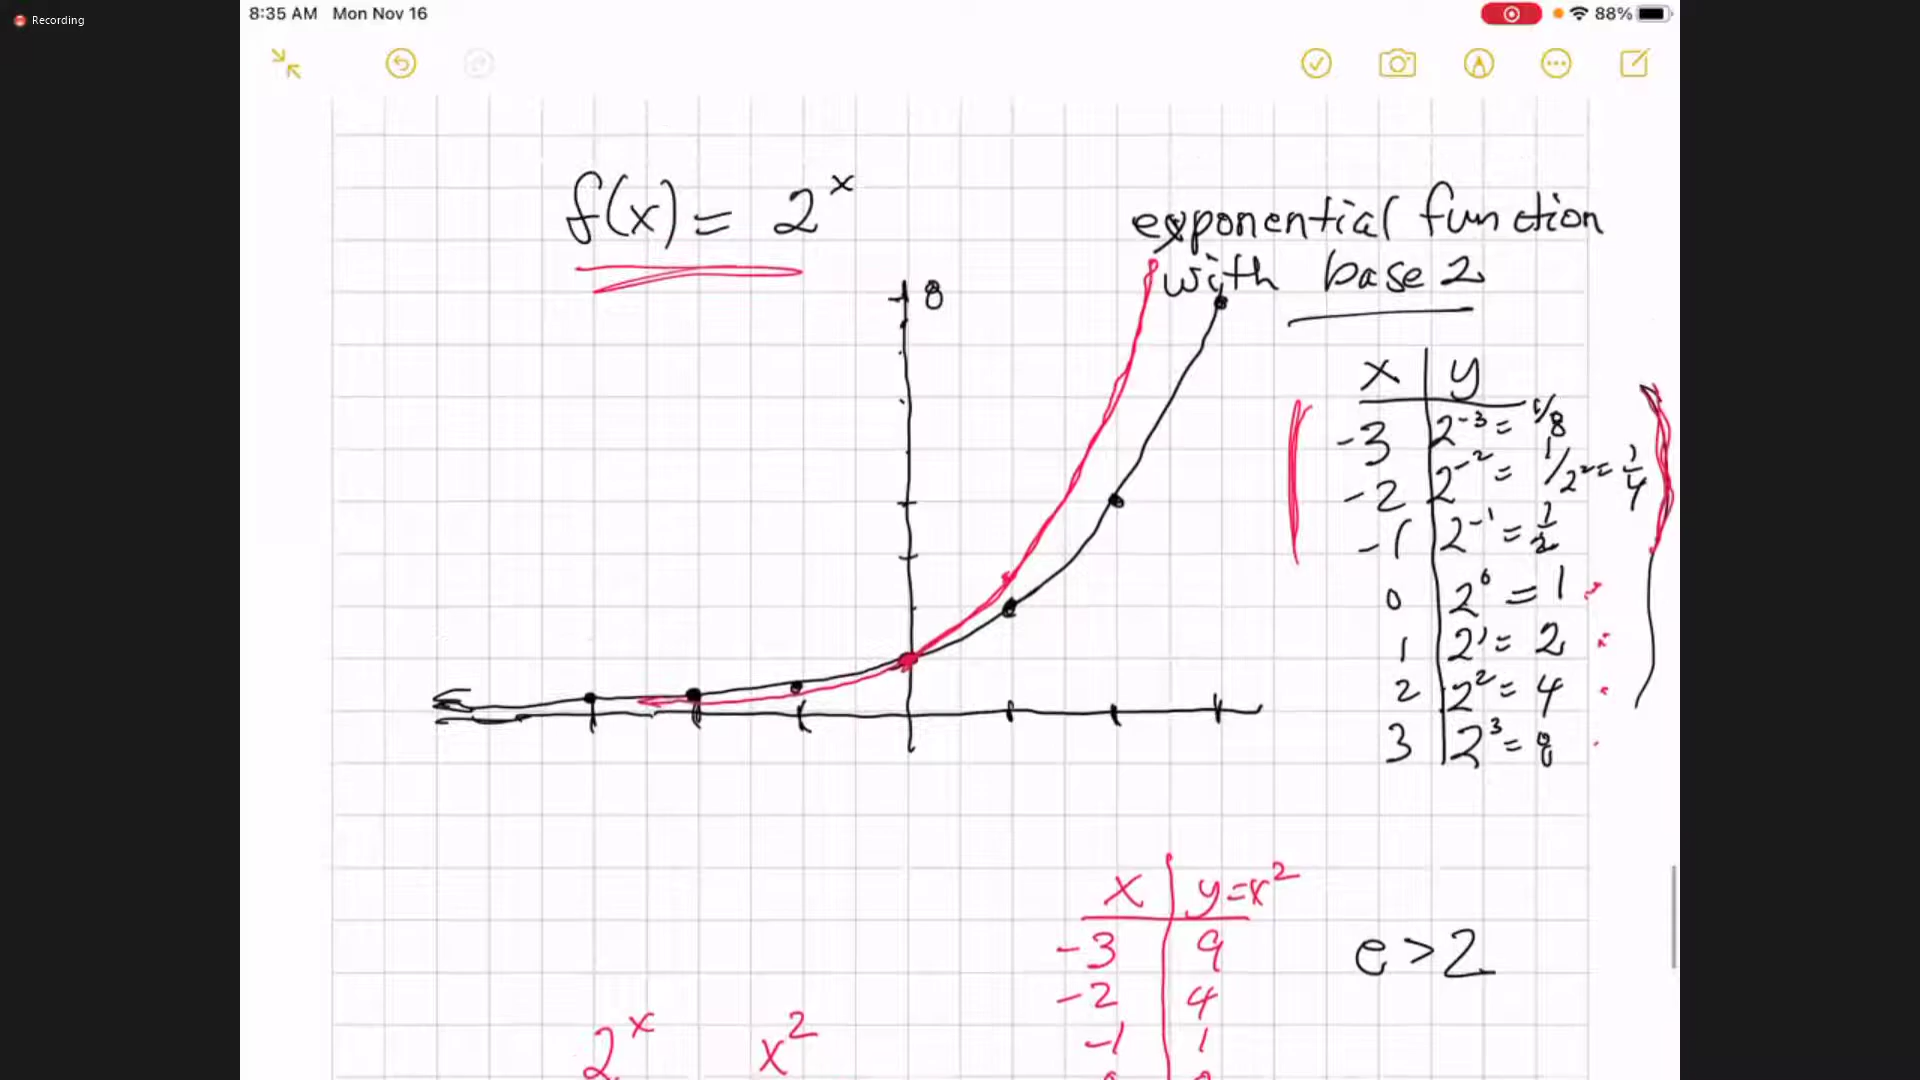 Recording
8:35 AM Mon Nov 16
88%
f(x) = 2^x
exponential function
with base 2
8
x | y
-3 | 2^-3 = 1/8
-2 | 2^-2 = 1/2^2 = 1/4
-1 | 2^-1 = 1/2
0 | 2^0 = 1
1 | 2^1 = 2
2 | 2^2 = 4
3 | 2^3 = 8
x | y=x^2
-3 | 9
-2 | 4
-1 | 1
e > 2
2^x x^2